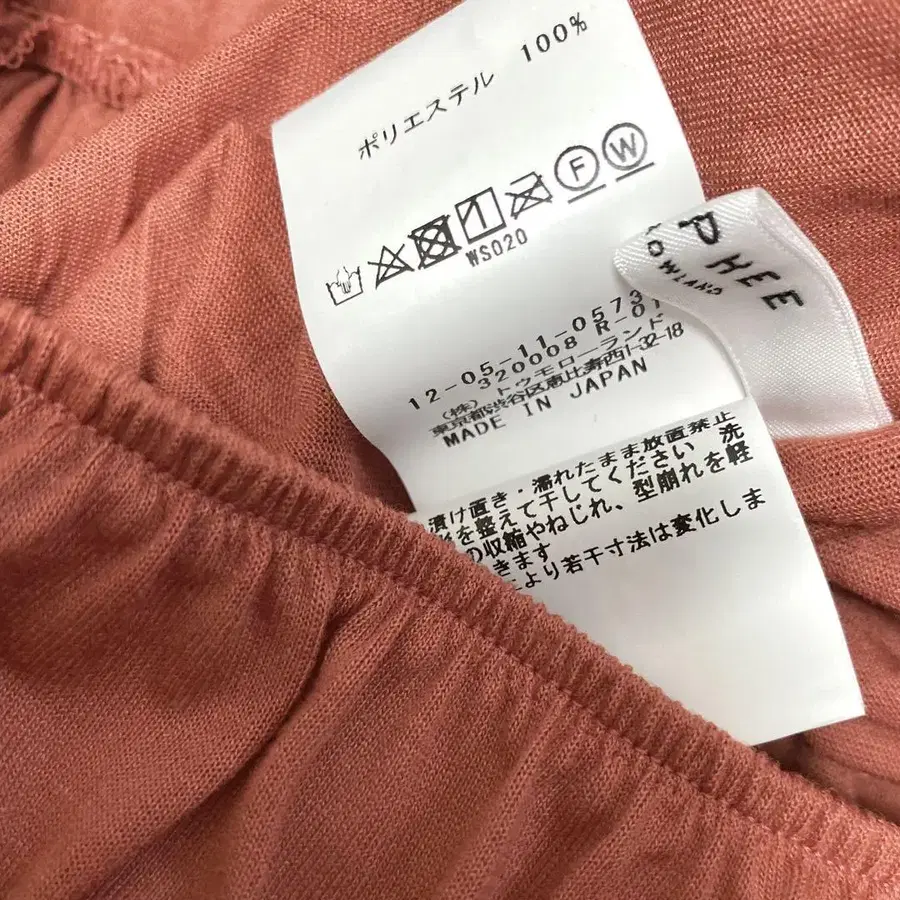 ポリエステル 100%
F W
WS020
12-05-11-0573
320008 R-01
(株) トゥモローランド
東京都渋谷区恵比寿西1-32-18
MADE IN JAPAN
漬け置き・濡れたまま放置禁止
を整えて干してください 洗
の収縮やねじれ、型崩れを軽
きます
より若干寸法は変化しま
PHEE
OWLAND